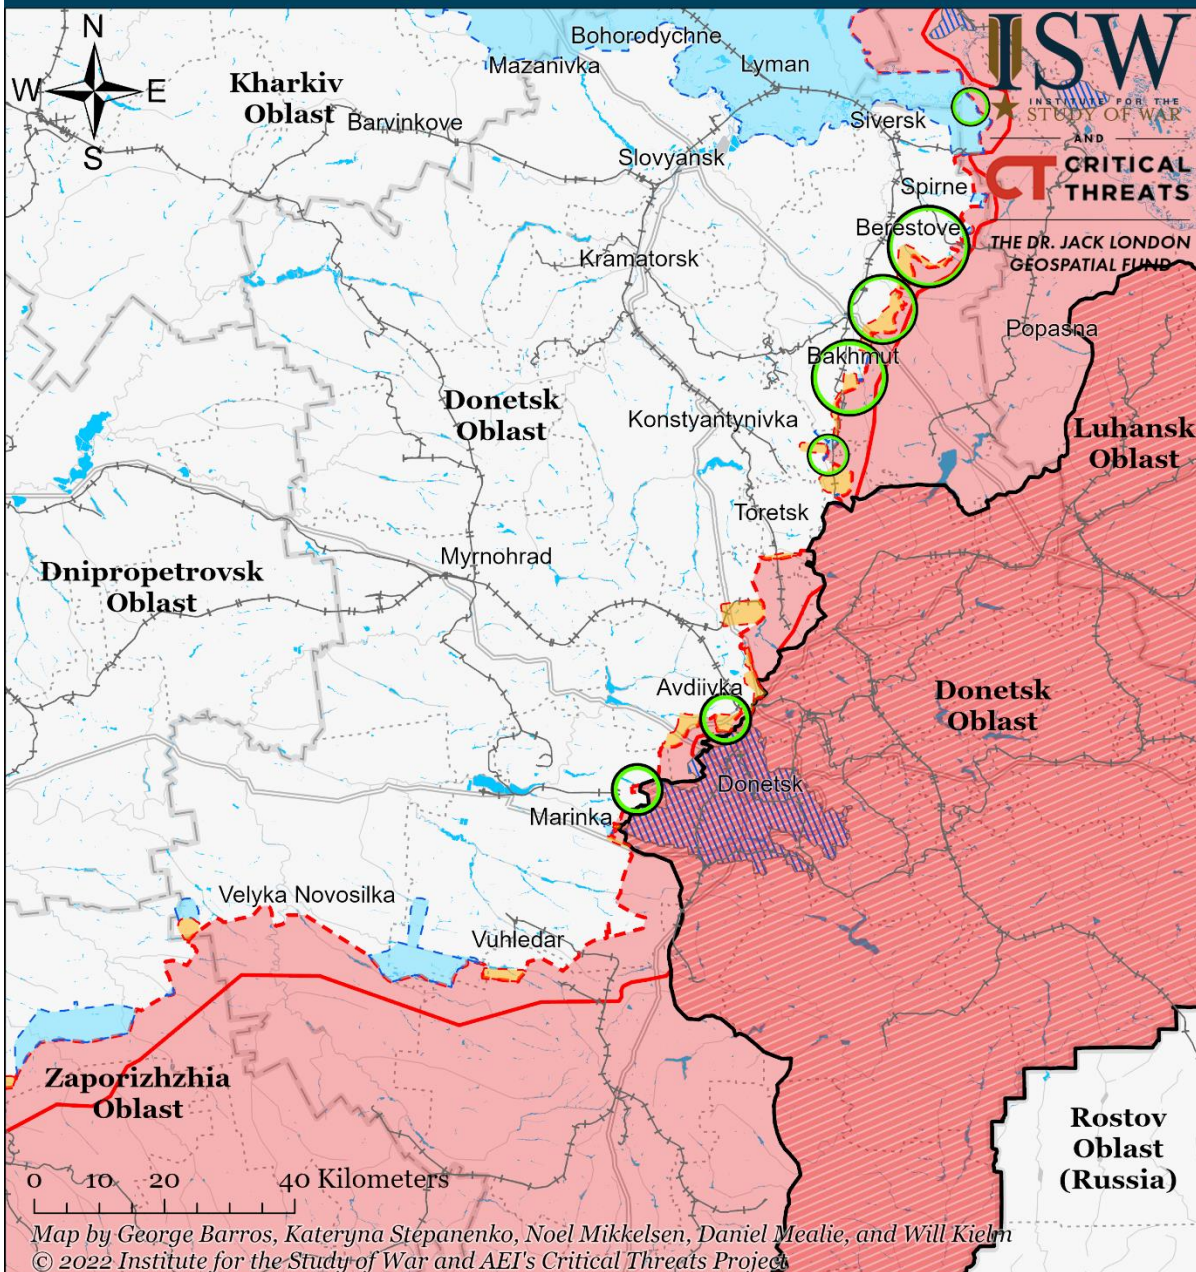 N
W
E
S
Bohorodychne
Mazanivka
Lyman
Kharkiv
Oblast
Barvinkove
Siversk
Slovyansk
ISW
INSTITUTE FOR THE
STUDY OF WAR
AND
CT CRITICAL
THREATS
THE DR. JACK LONDON
GEOSPATIAL FUND
Spirne
Berestove
Kramatorsk
Popasna
Bakhmut
Donetsk
Oblast
Konstyantynivka
Luhansk
Oblast
Toretsk
Myrnohrad
Dnipropetrovsk
Oblast
Avdiivka
Donetsk
Oblast
Donetsk
Marinka
Velyka Novosilka
Vuhledar
Zaporizhzhia
Oblast
Rostov
Oblast
(Russia)
0 10 20 40 Kilometers
Map by George Barros, Kateryna Stepanenko, Noel Mikkelsen, Daniel Mealie, and Will Kielm
© 2022 Institute for the Study of War and AEI's Critical Threats Project